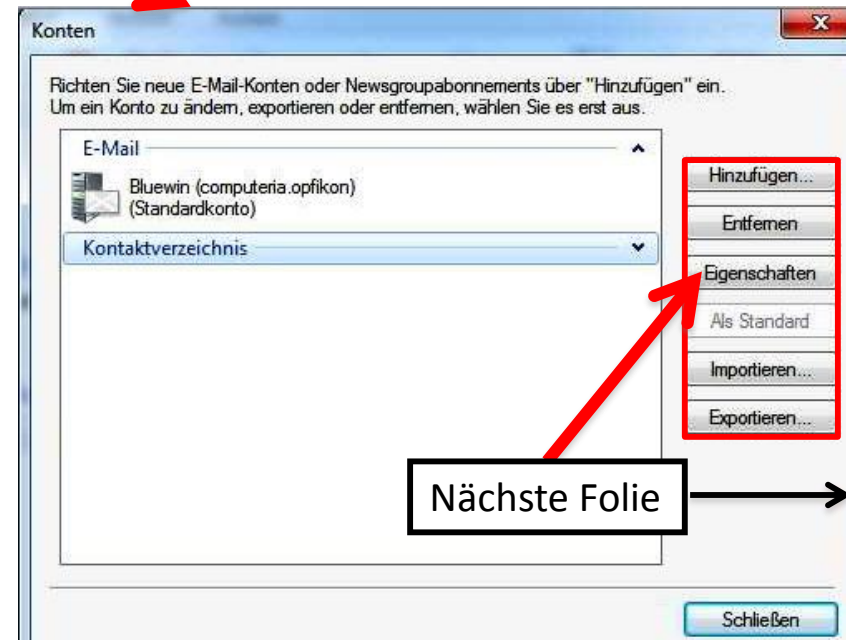 Konten
Richten Sie neue E-Mail-Konten oder Newsgroupabonnements über "Hinzufügen" ein.
Um ein Konto zu ändern, exportieren oder entfernen, wählen Sie es erst aus.
E-Mail
Bluewin (computeria.opfikon)
(Standardkonto)
Kontaktverzeichnis
Hinzufügen...
Entfernen
Eigenschaften
Als Standard
Importieren...
Exportieren...
Nächste Folie
Schließen